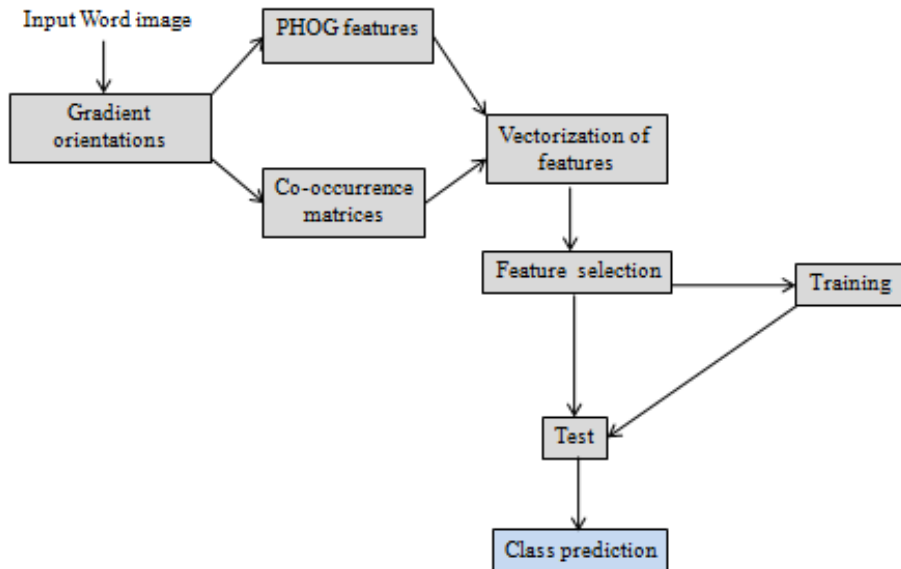 Input Word image
PHOG features
Gradient
orientations
Vectorization of
features
Co-occurrence
matrices
Feature selection
Training
Test
Class prediction